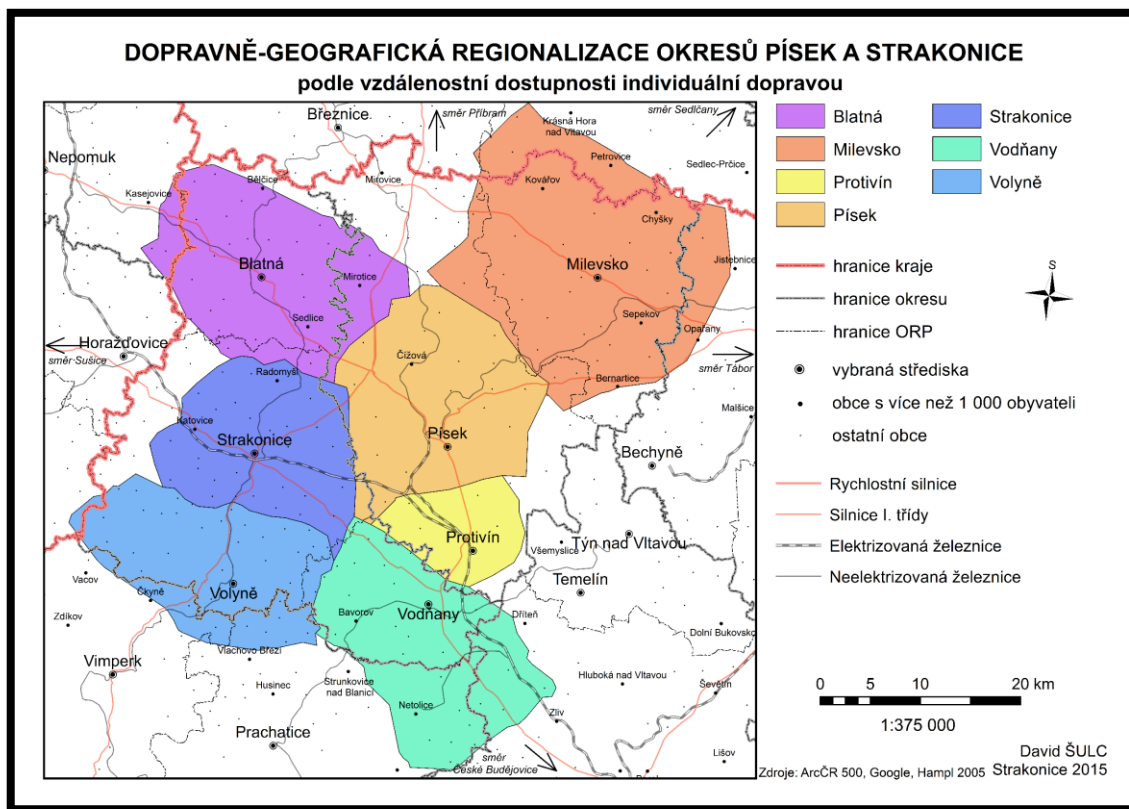 DOPRAVNĚ-GEOGRAFICKÁ REGIONALIZACE OKRESŮ PÍSEK A STRAKONICE
podle vzdálenostní dostupnosti individuální dopravou
Březnice
směr Příbram
směr Sedlčany
Krásná Hora
nad Vltavou
Nepomuk
Petrovice
Sedlec-Prčice
Mirovice
Bělčice
Kovářov
Kasejovice
Chyšky
Blatná
Mirotice
Milevsko
Jistebnice
Sedlice
Sepekov
Opařany
Horažďovice
směr Sušice
Čížová
směr Tábor
Radomyšl
Bernartice
Katovice
Malšice
Strakonice
Písek
Bechyně
Protivín
Všemyslice
Týn nad Vltavou
Vacov
Volyně
Temelín
Čkyně
Vodňany
Zdíkov
Bavorov
Dříteň
Dolní Bukovsko
Vlachovo Březí
Vimperk
Strunkovice
nad Blanicí
Hluboká nad Vltavou
Husinec
Ševětín
Netolice
Zliv
Prachatice
Lišov
směr
České Budějovice
Blatná
Strakonice
Milevsko
Vodňany
Protivín
Volyně
Písek
hranice kraje
S
hranice okresu
hranice ORP
vybraná střediska
obce s více než 1 000 obyvateli
ostatní obce
Rychlostní silnice
Silnice I. třídy
Elektrizovaná železnice
Neelektrizovaná železnice
0 5 10 20 km
1:375 000
David ŠULC
Zdroje: ArcČR 500, Google, Hampl 2005
Strakonice 2015